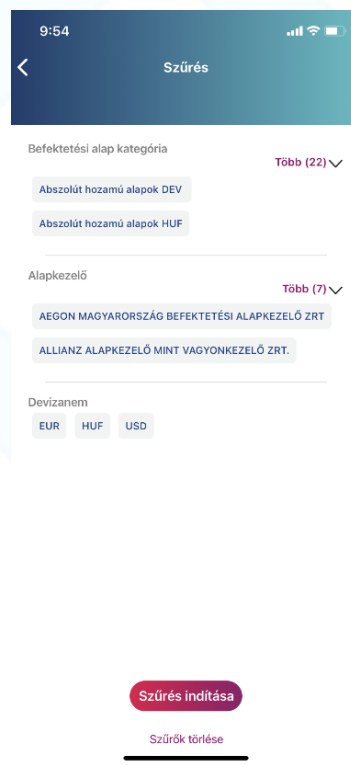 9:54
Szűrés
Befektetési alap kategória
Több (22)
Abszolút hozamú alapok DEV
Abszolút hozamú alapok HUF
Alapkezelő
Több (7)
AEGON MAGYARORSZÁG BEFEKTETÉSI ALAPKEZELŐ ZRT
ALLIANZ ALAPKEZELŐ MINT VAGYONKEZELŐ ZRT.
Devizanem
EUR HUF USD
Szűrés indítása
Szűrők törlése